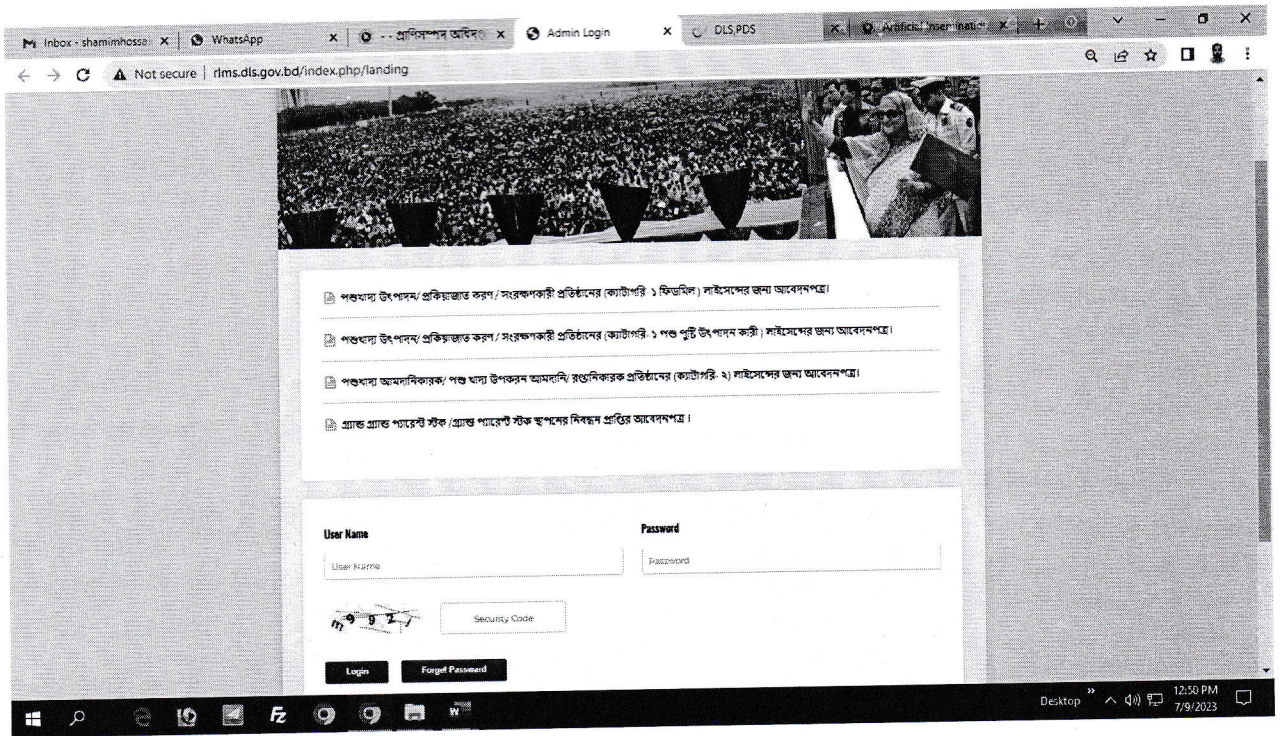 Inbox - shamimhossa
WhatsApp
- - প্রাণিসম্পদ অধিদ
Admin Login
DLS,PDS
Artificial Insemination
Not secure | rlms.dls.gov.bd/index.php/landing
পশুখাদ্য উৎপাদন/ প্রকিয়াজাত করণ / সংরক্ষণকারী প্রতিষ্ঠানের (ক্যাটাগরি- ১ ফিডমিল ) লাইসেন্সের জন্য আবেদনপত্র।
পশুখাদ্য উৎপাদন/ প্রকিয়াজাত করণ / সংরক্ষণকারী প্রতিষ্ঠানের (ক্যাটাগরি- ১ পশু পুষ্টি উৎপাদন কারী ) লাইসেন্সের জন্য আবেদনপত্র।
পশুখাদ্য আমদানিকারক/ পশু খাদ্য উপকরন আমদানি/ রপ্তানিকারক প্রতিষ্ঠানের (ক্যাটাগরি- ২) লাইসেন্সের জন্য আবেদনপত্র।
গ্র্যান্ড গ্র্যান্ড প্যারেন্ট স্টক /গ্র্যান্ড প্যারেন্ট স্টক স্থাপনের নিবন্ধন প্রাপ্তির আবেদনপত্র ।
User Name
Password
User Name
Password
m9921
Security Code
Login
Forget Password
Desktop
12:50 PM
7/9/2023